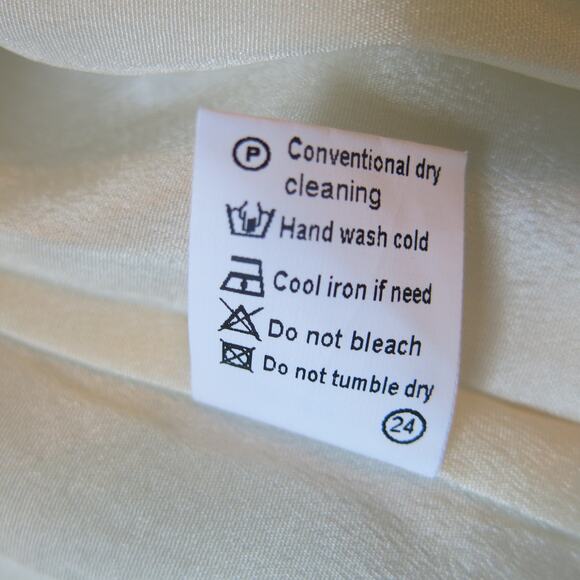 P Conventional dry
cleaning
Hand wash cold
Cool iron if need
Do not bleach
Do not tumble dry
24